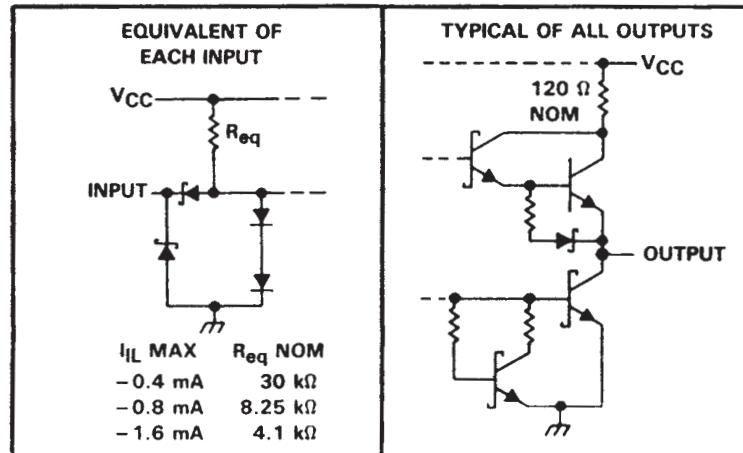 EQUIVALENT OF
EACH INPUT
VCC
Req
INPUT
IIL MAX Req NOM
−0.4 mA 30 kΩ
−0.8 mA 8.25 kΩ
−1.6 mA 4.1 kΩ
TYPICAL OF ALL OUTPUTS
VCC
120 Ω
NOM
OUTPUT